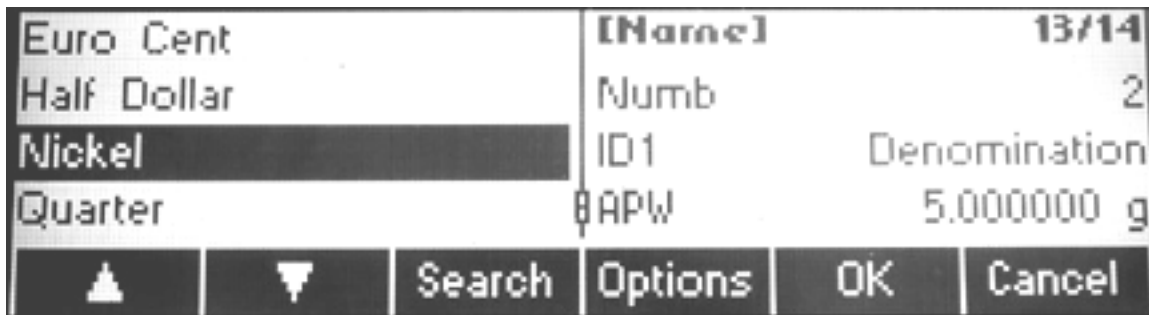 Euro Cent
Half Dollar
Nickel
Quarter
[Name] 13/14
Numb 2
ID1 Denomination
APW 5.000000 g
▲ ▼ Search Options OK Cancel